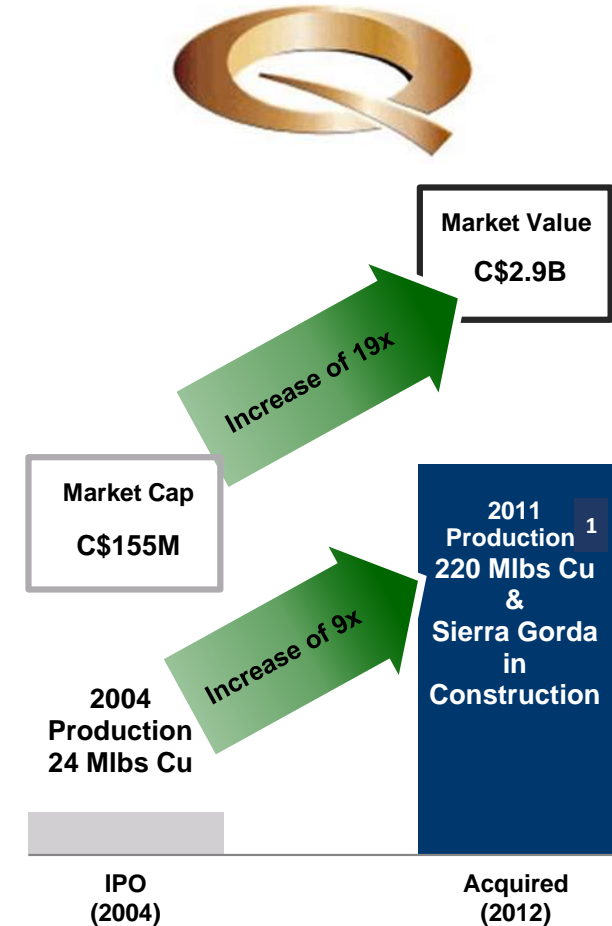 Market Value
C$2.9B
Increase of 19x
Market Cap
C$155M
2011
Production 1
220 Mlbs Cu
&
Sierra Gorda
in
Construction
Increase of 9x
2004
Production
24 Mlbs Cu
IPO
(2004)
Acquired
(2012)